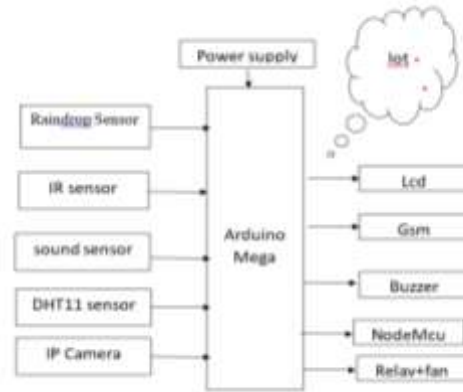 Power supply
Iot
Raindrop Sensor
IR sensor
sound sensor
DHT11 sensor
IP Camera
Arduino
Mega
Lcd
Gsm
Buzzer
NodeMcu
Relay+fan